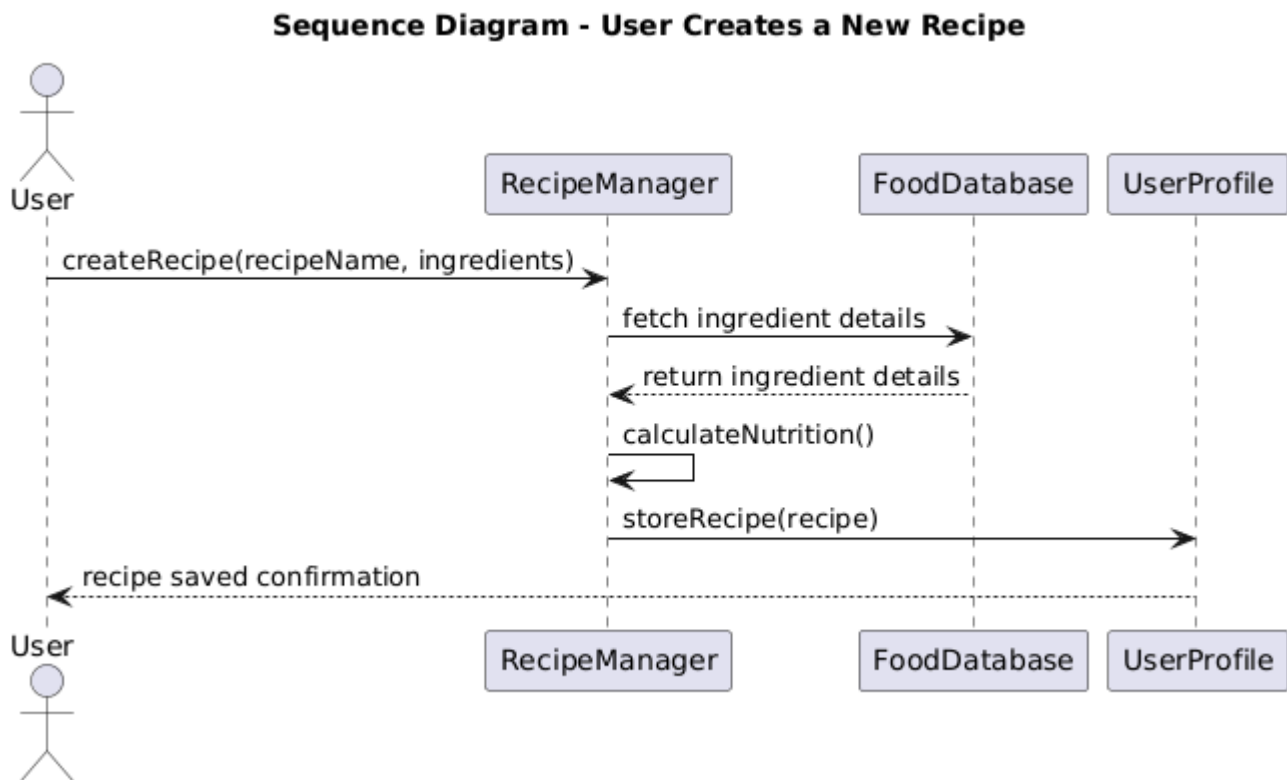 Sequence Diagram - User Creates a New Recipe
User
RecipeManager
FoodDatabase
UserProfile
createRecipe(recipeName, ingredients)
fetch ingredient details
return ingredient details
calculateNutrition()
storeRecipe(recipe)
recipe saved confirmation
User
RecipeManager
FoodDatabase
UserProfile